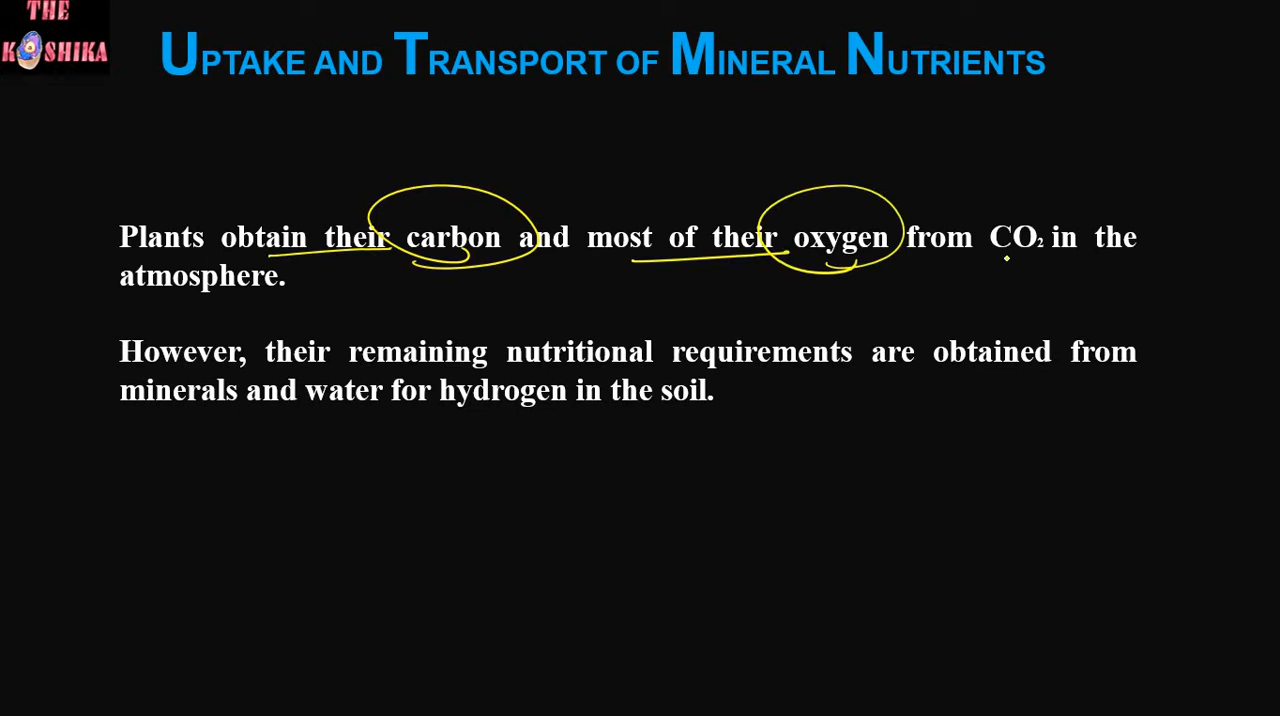 THE
KOSHIKA
UPTAKE AND TRANSPORT OF MINERAL NUTRIENTS
Plants obtain their carbon and most of their oxygen from CO₂ in the
atmosphere.
However, their remaining nutritional requirements are obtained from
minerals and water for hydrogen in the soil.